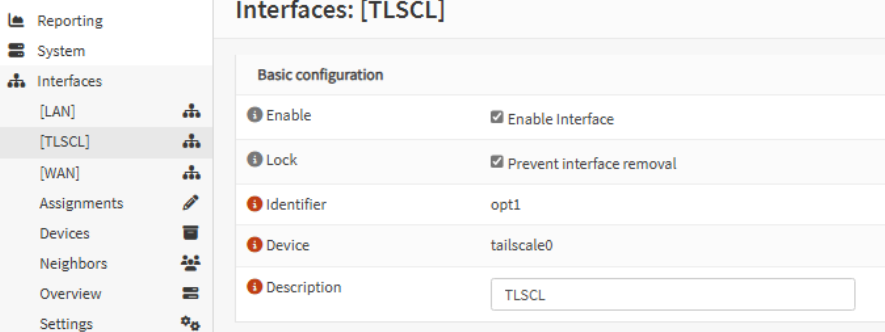 Interfaces: [TLSCL]
Reporting
System
Interfaces
[LAN]
[TLSCL]
[WAN]
Assignments
Devices
Neighbors
Overview
Settings
Basic configuration
Enable
Enable Interface
Lock
Prevent interface removal
Identifier
opt1
Device
tailscale0
Description
TLSCL